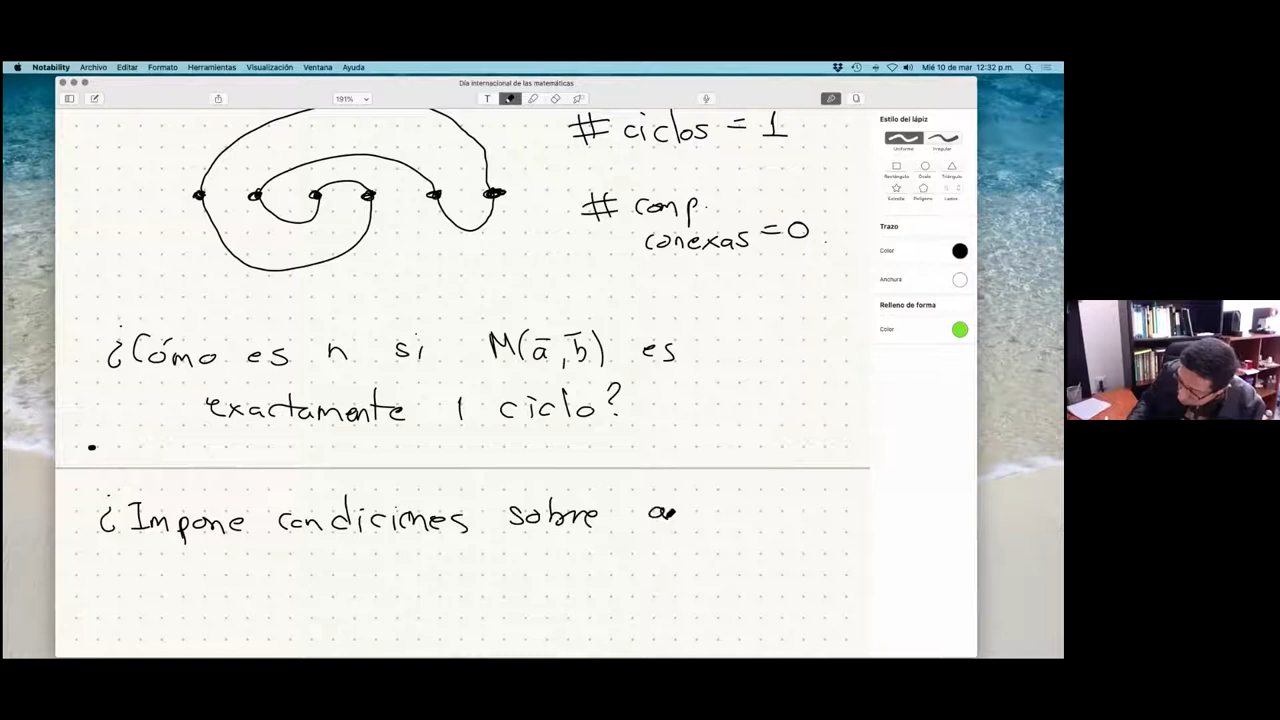 Notability Archivo Editar Formato Herramientas Visualización Ventana Ayuda
Mié 10 de mar 12:32 p.m.
Día internacional de las matemáticas
191%
T
# ciclos = 1
# comp.
conexas = 0
¿Cómo es n si M(ā, b̄) es
exactamente 1 ciclo?
¿Impone condiciones sobre a
Estilo del lápiz
Uniforme Irregular
Rectángulo Óvalo Triángulo
Estrella Polígono Lados
Trazo
Color
Anchura
Relleno de forma
Color